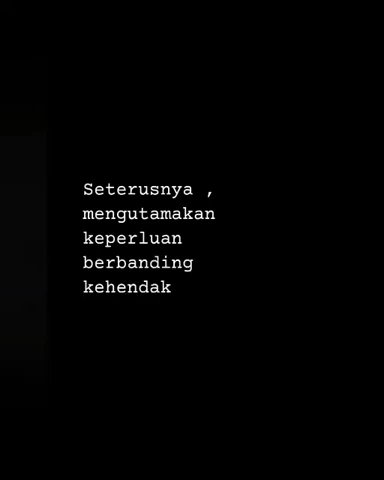 Seterusnya ,
mengutamakan
keperluan
berbanding
kehendak